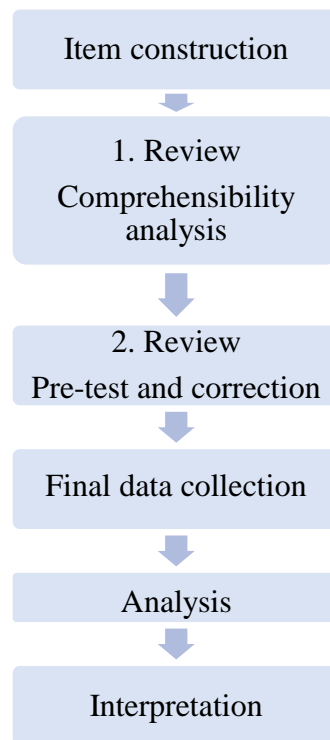 Item construction
1. Review
Comprehensibility
analysis
2. Review
Pre-test and correction
Final data collection
Analysis
Interpretation